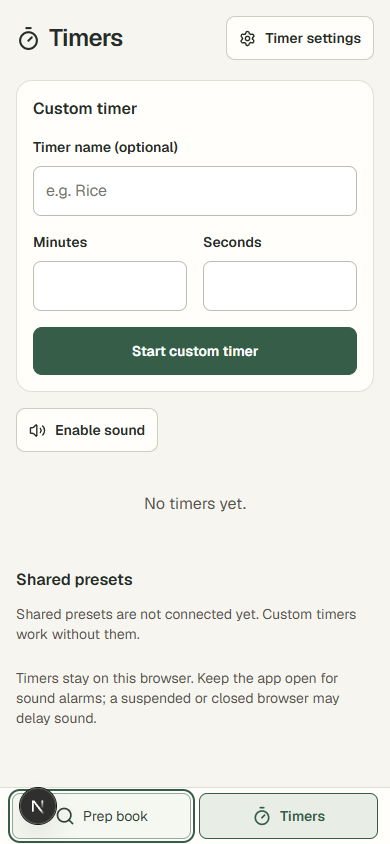 Timers
Timer settings
Custom timer
Timer name (optional)
e.g. Rice
Minutes
Seconds
Start custom timer
Enable sound
No timers yet.
Shared presets
Shared presets are not connected yet. Custom timers
work without them.
Timers stay on this browser. Keep the app open for
sound alarms; a suspended or closed browser may
delay sound.
N
Prep book
Timers